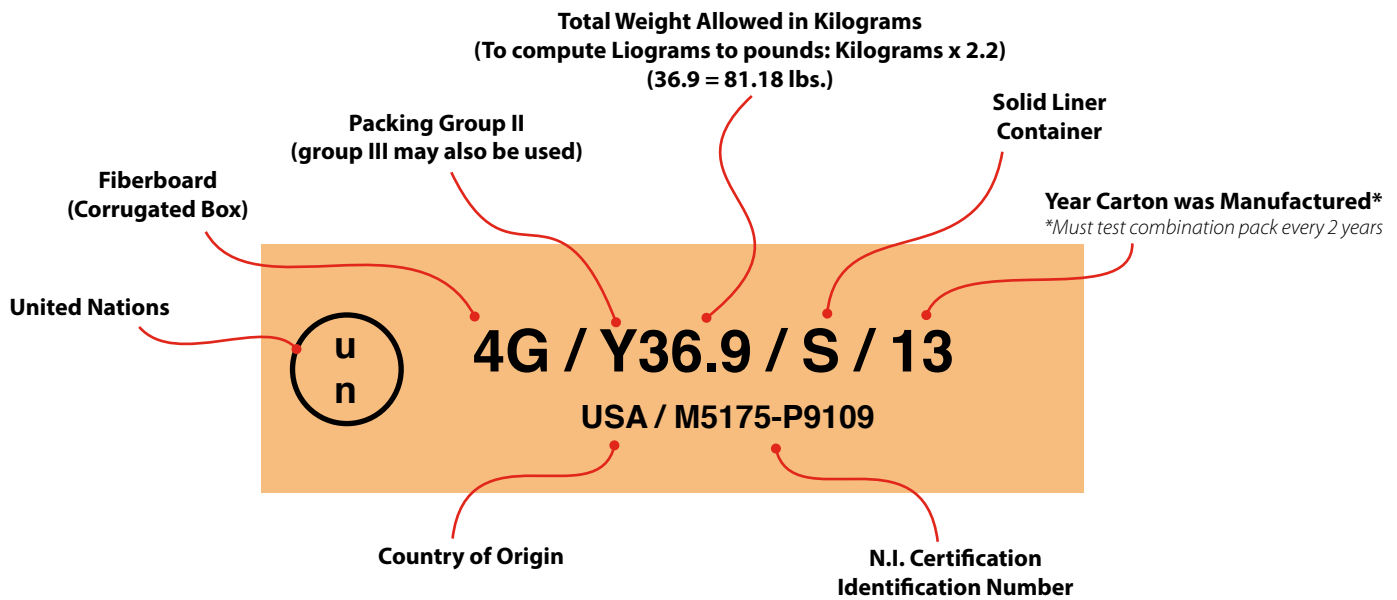 Total Weight Allowed in Kilograms
(To compute Liograms to pounds: Kilograms x 2.2)
(36.9 = 81.18 lbs.)
Solid Liner
Container
Packing Group II
(group III may also be used)
Fiberboard
(Corrugated Box)
Year Carton was Manufactured*
*Must test combination pack every 2 years
United Nations
u
n
4G / Y36.9 / S / 13
USA / M5175-P9109
Country of Origin
N.I. Certification
Identification Number